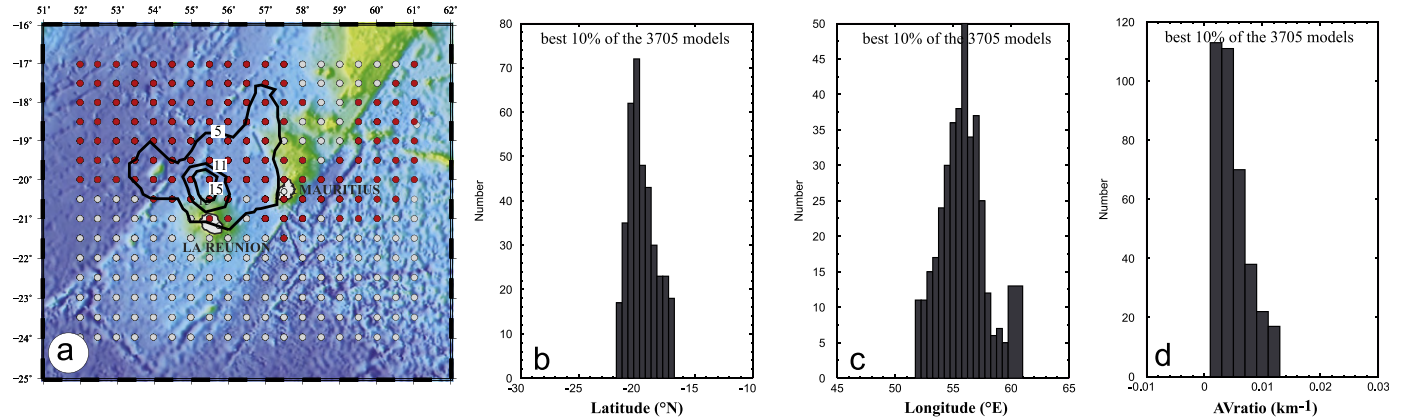 51° 52° 53° 54° 55° 56° 57° 58° 59° 60° 61° 62°
−16°
−17°
−18°
−19°
−20°
−21°
−22°
−23°
−24°
−25°
5
11
15
MAURITIUS
LA REUNION
a
80
70
60
50
40
30
20
10
0
Number
best 10% of the 3705 models
b
-30 -25 -20 -15 -10
Latitude (°N)
50
45
40
35
30
25
20
15
10
5
0
Number
best 10% of the 3705 models
c
45 50 55 60 65
Longitude (°E)
120
100
80
60
40
20
0
Number
best 10% of the 3705 models
d
-0.01 0 0.01 0.02 0.03
AVratio (km-1)